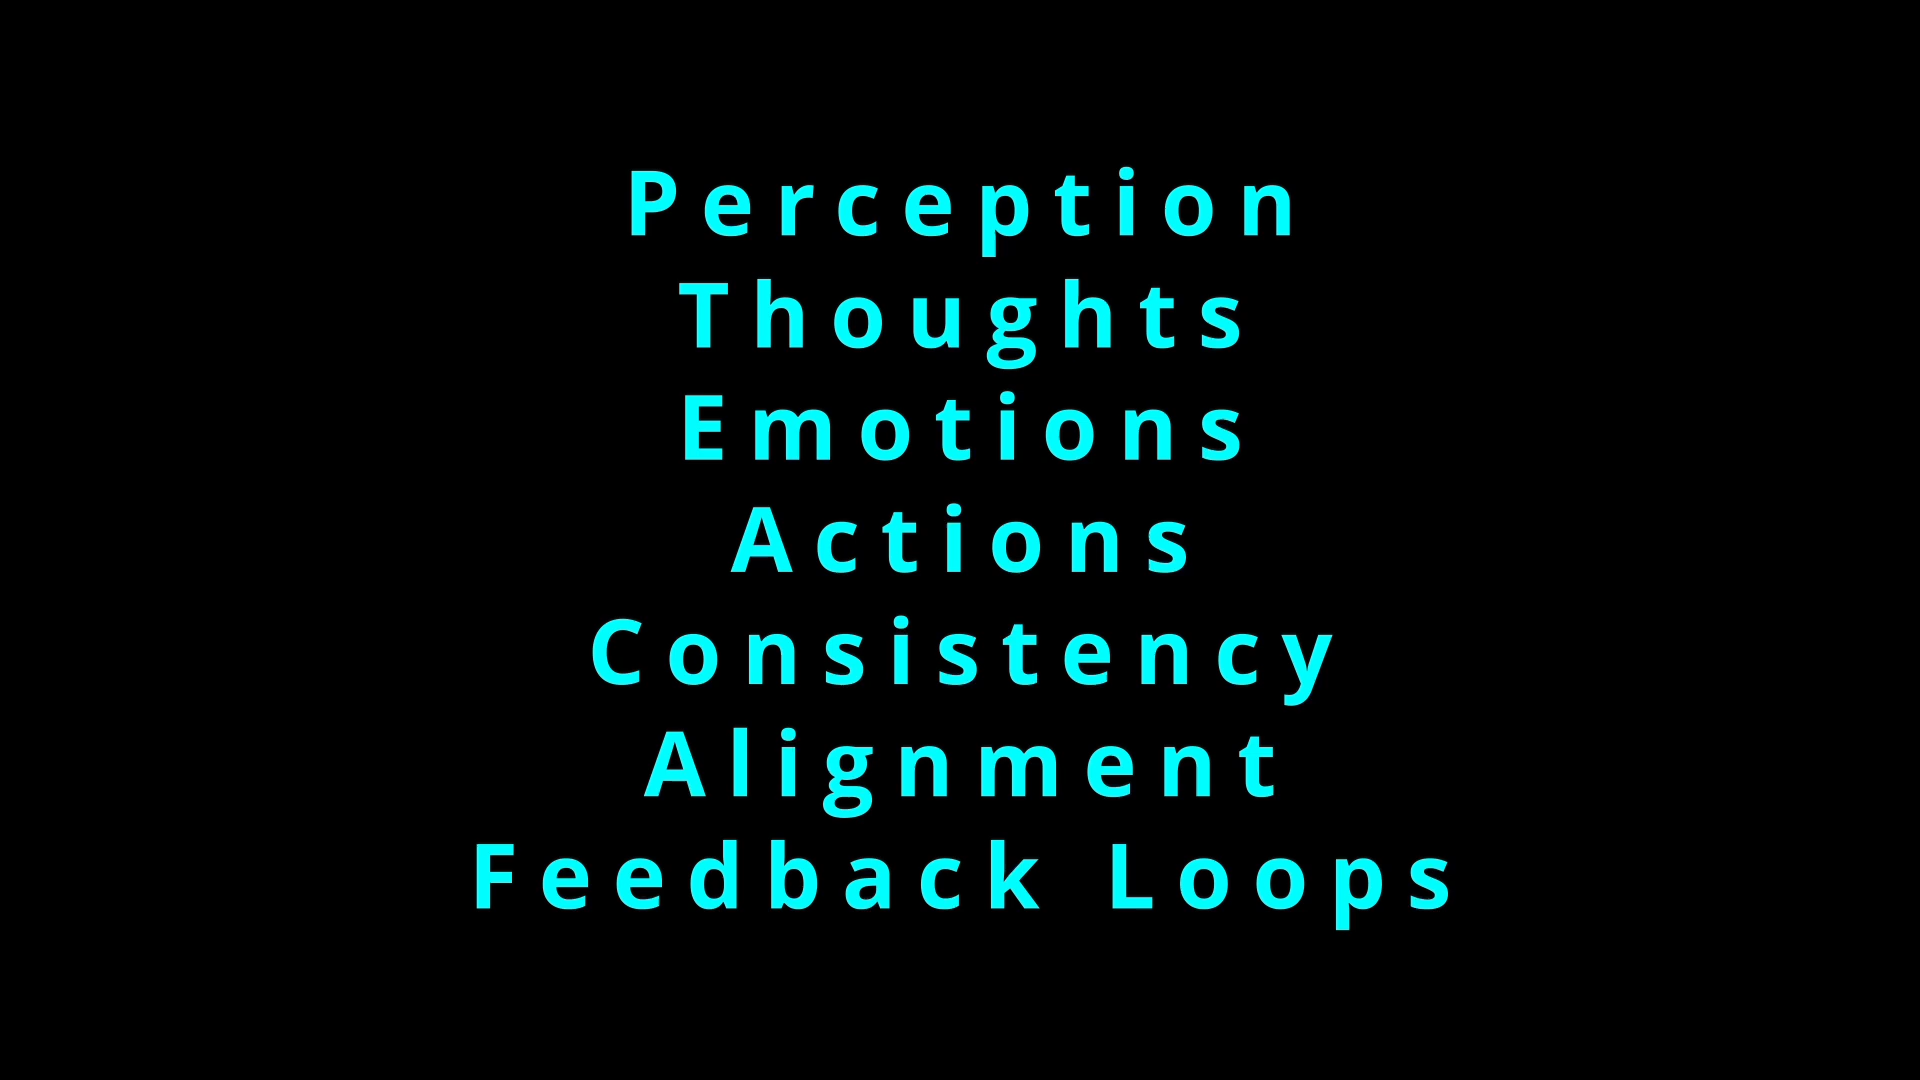 Perception
Thoughts
Emotions
Actions
Consistency
Alignment
Feedback Loops